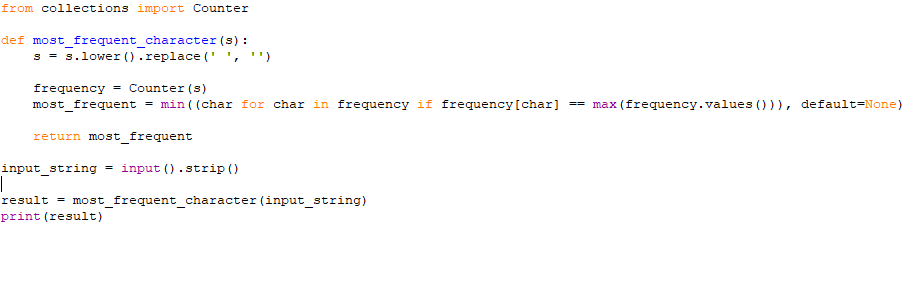 from collections import Counter
def most_frequent_character(s):
    s = s.lower().replace(' ', '')
    frequency = Counter(s)
    most_frequent = min((char for char in frequency if frequency[char] == max(frequency.values())), default=None)
    return most_frequent
input_string = input().strip()
result = most_frequent_character(input_string)
print(result)